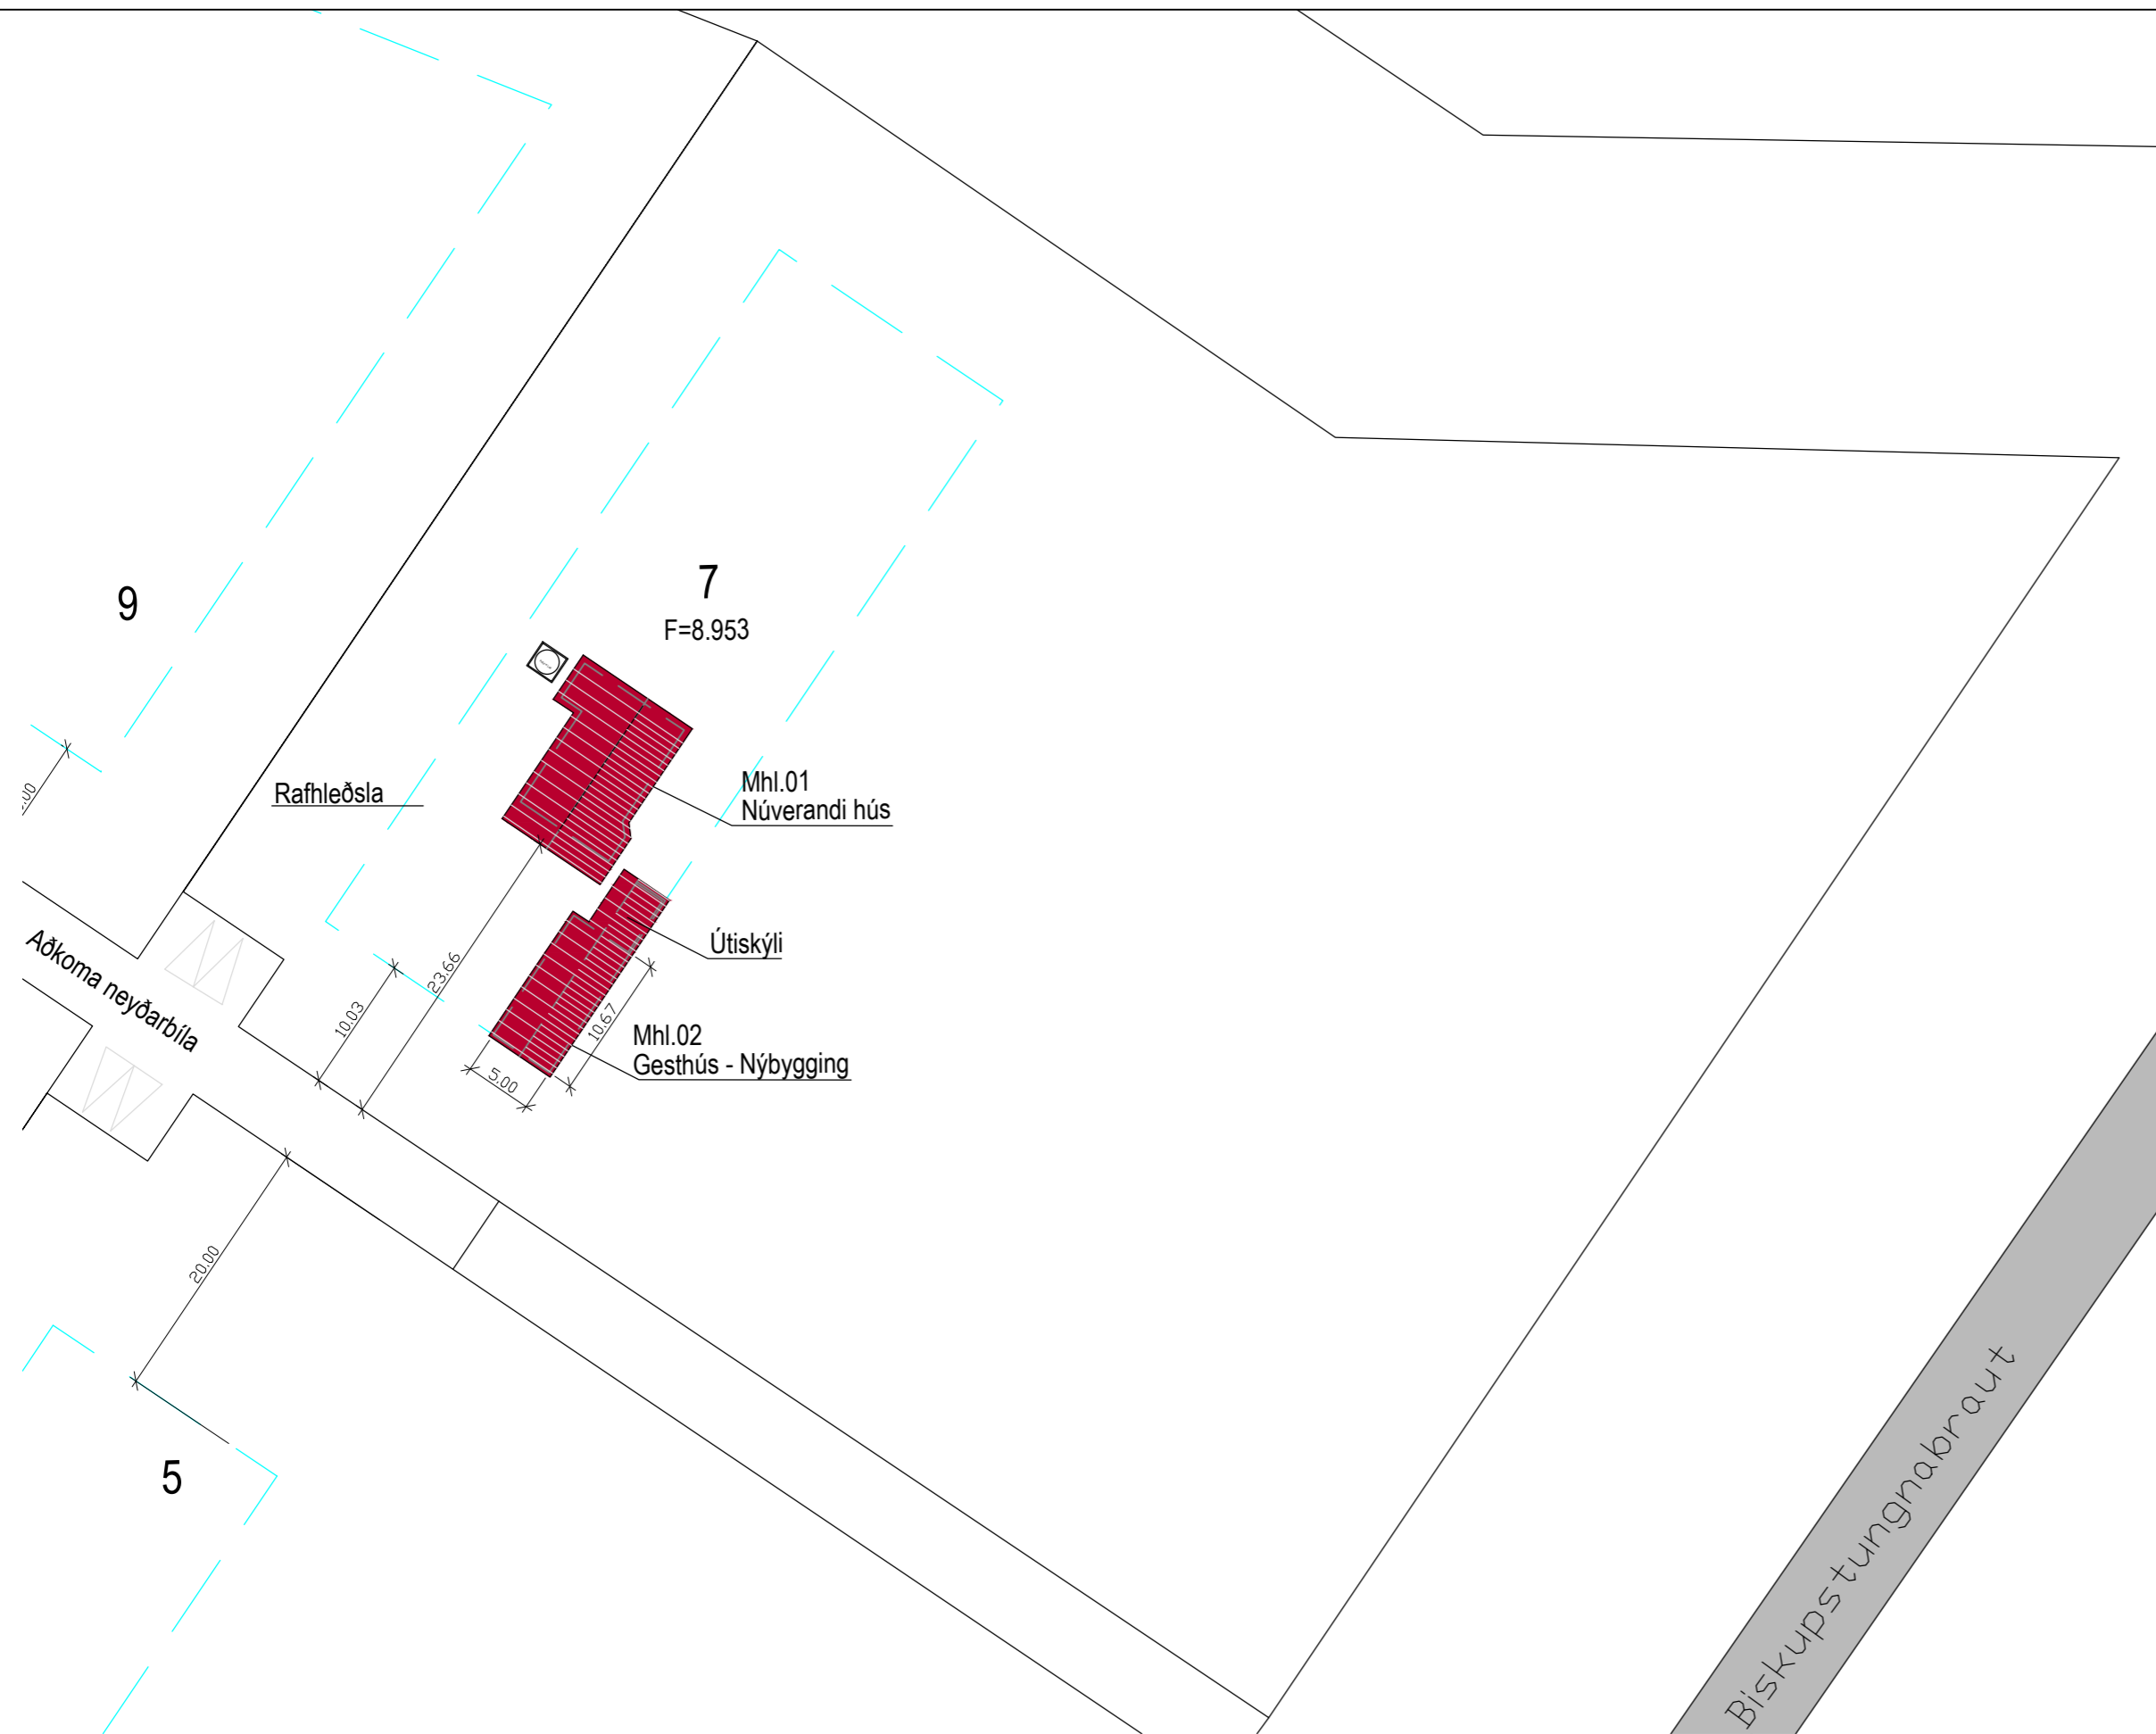 7
F=8.953
9
Mhl.01
Núverandi hús
Rafhleðsla
Útiskýli
Aðkoma neyðarbíla
23.66
10.03
10.67
Mhl.02
Gesthús - Nýbygging
5.00
20.00
5
Biskupstungnabraut